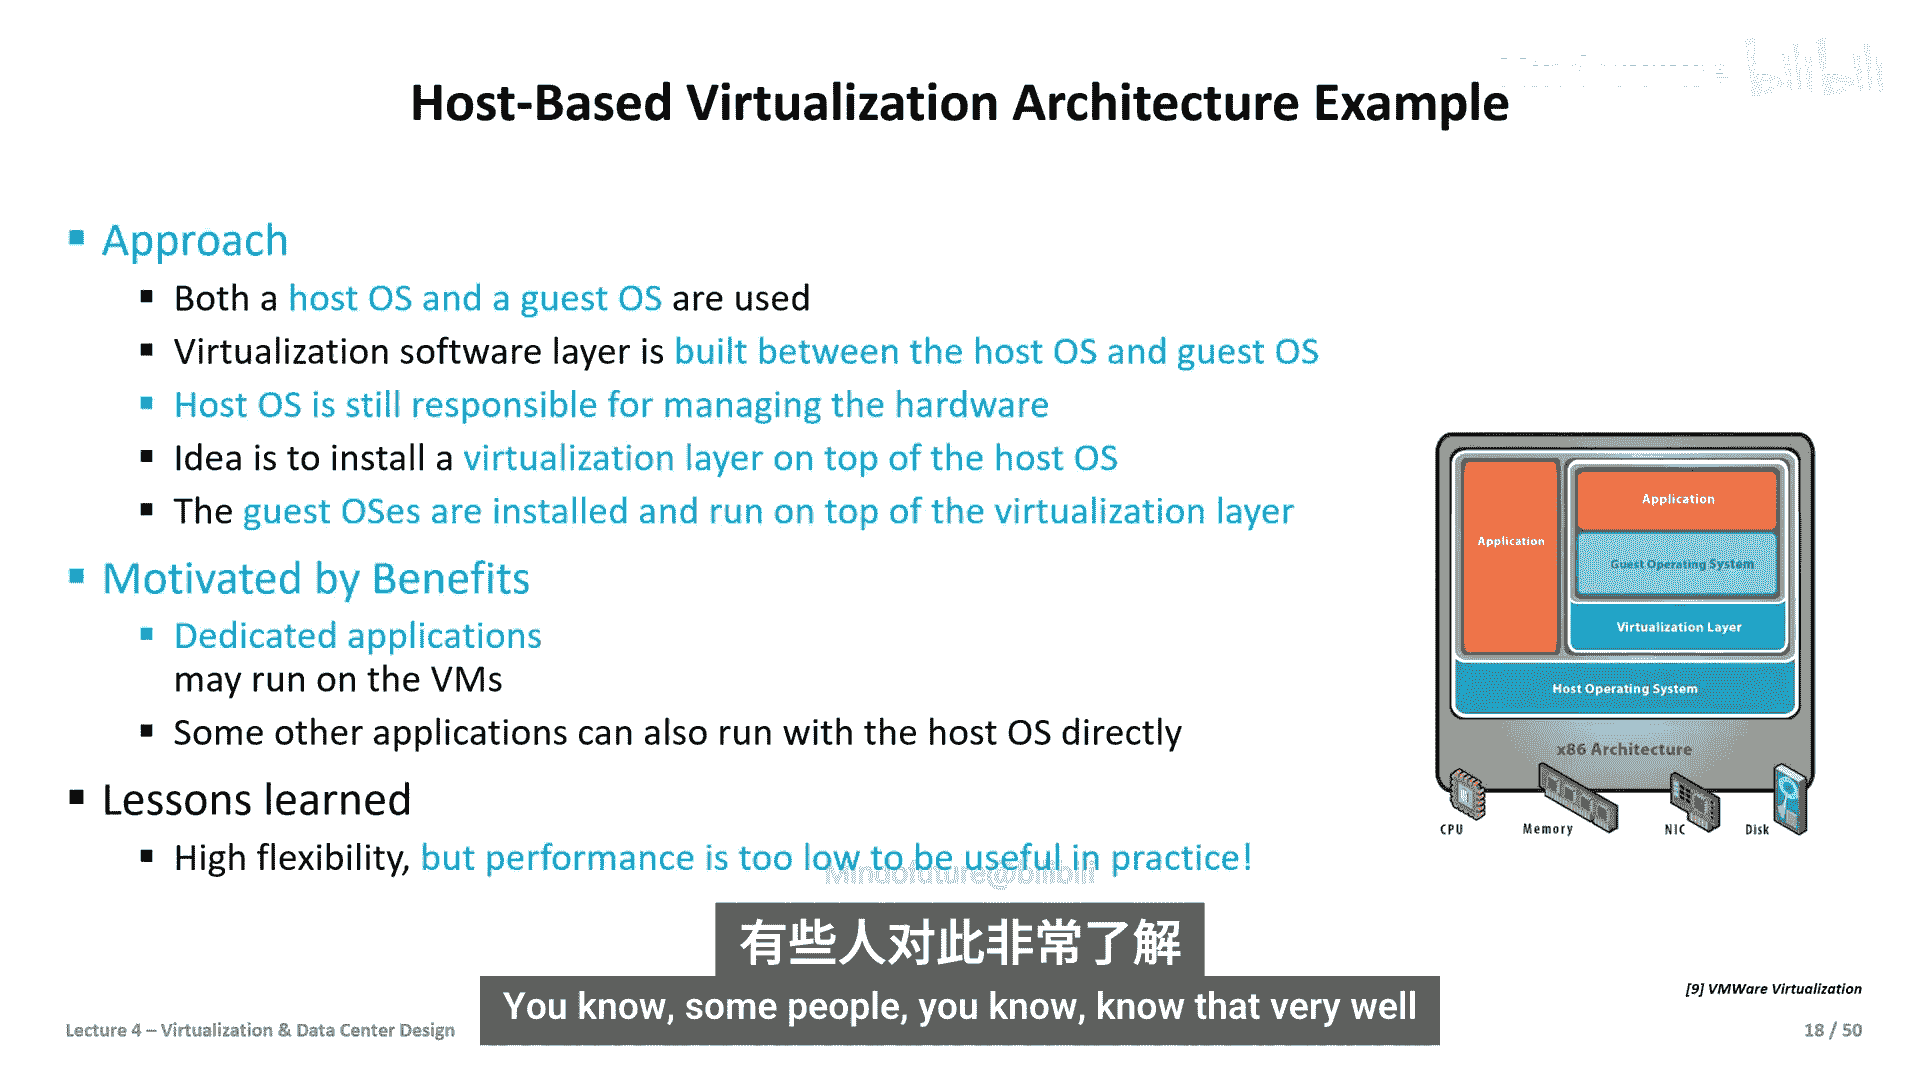 bilibili
Host-Based Virtualization Architecture Example
Approach
Both a host OS and a guest OS are used
Virtualization software layer is built between the host OS and guest OS
Host OS is still responsible for managing the hardware
Idea is to install a virtualization layer on top of the host OS
The guest OSes are installed and run on top of the virtualization layer
Motivated by Benefits
Dedicated applications
may run on the VMs
Some other applications can also run with the host OS directly
Lessons learned
High flexibility, but performance is too low to be useful in practice!
Application
Application
Guest Operating System
Virtualization Layer
Host Operating System
x86 Architecture
CPU
Memory
NIC
Disk
Mindofuture@bilibili
有些人对此非常了解
You know, some people, you know, know that very well
[9] VMWare Virtualization
Lecture 4 – Virtualization & Data Center Design
18 / 50